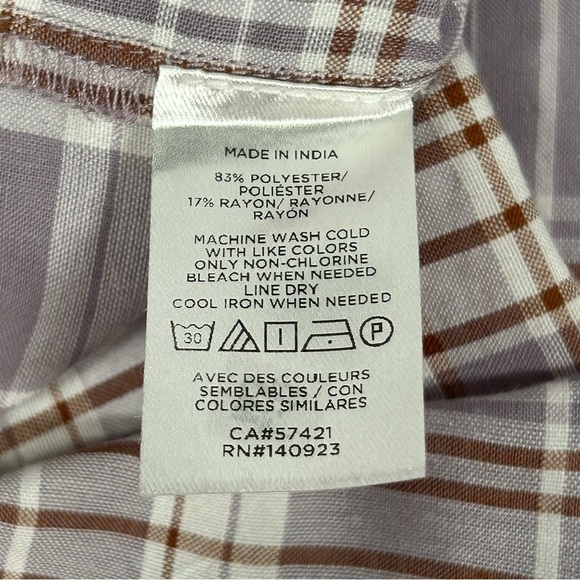 MADE IN INDIA
83% POLYESTER/
POLIÉSTER
17% RAYON/ RAYONNE/
RAYÓN
MACHINE WASH COLD
WITH LIKE COLORS
ONLY NON-CHLORINE
BLEACH WHEN NEEDED
LINE DRY
COOL IRON WHEN NEEDED
30 P
AVEC DES COULEURS
SEMBLABLES / CON
COLORES SIMILARES
CA#57421
RN#140923